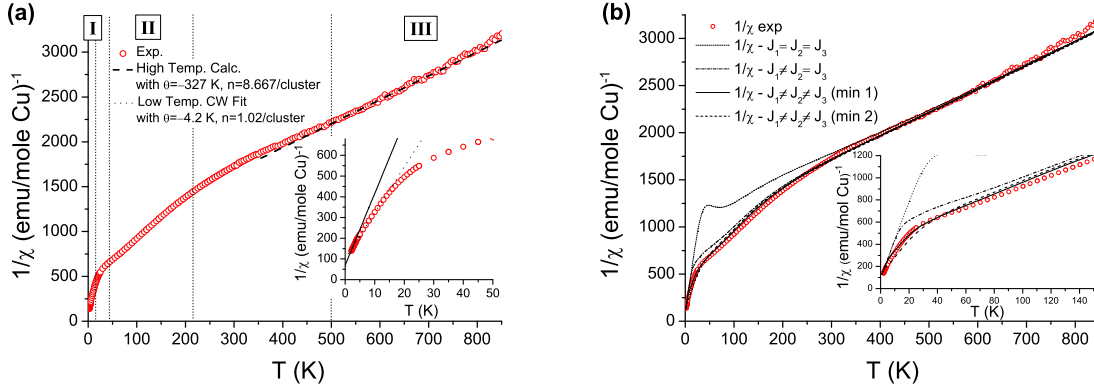 (a)
I
II
III
Exp.
High Temp. Calc.
with θ=−327 K, n=8.667/cluster
Low Temp. CW Fit
with θ=−4.2 K, n=1.02/cluster
3000
2500
2000
1500
1000
500
0
1/χ (emu/mole Cu)⁻¹
0 100 200 300 400 500 600 700 800
T (K)
600
500
400
300
200
100
0
1/χ (emu/mole Cu)⁻¹
0 10 20 30 40 50
T (K)
(b)
1/χ exp
1/χ - J₁= J₂= J₃
1/χ - J₁≠ J₂= J₃
1/χ - J₁≠ J₂≠ J₃ (min 1)
1/χ - J₁≠ J₂≠ J₃ (min 2)
3000
2500
2000
1500
1000
500
0
1/χ (emu/mole Cu)⁻¹
0 100 200 300 400 500 600 700 800
T (K)
1200
1000
800
600
400
200
0
1/χ (emu/mol Cu)⁻¹
0 20 40 60 80 100 120 140
T (K)